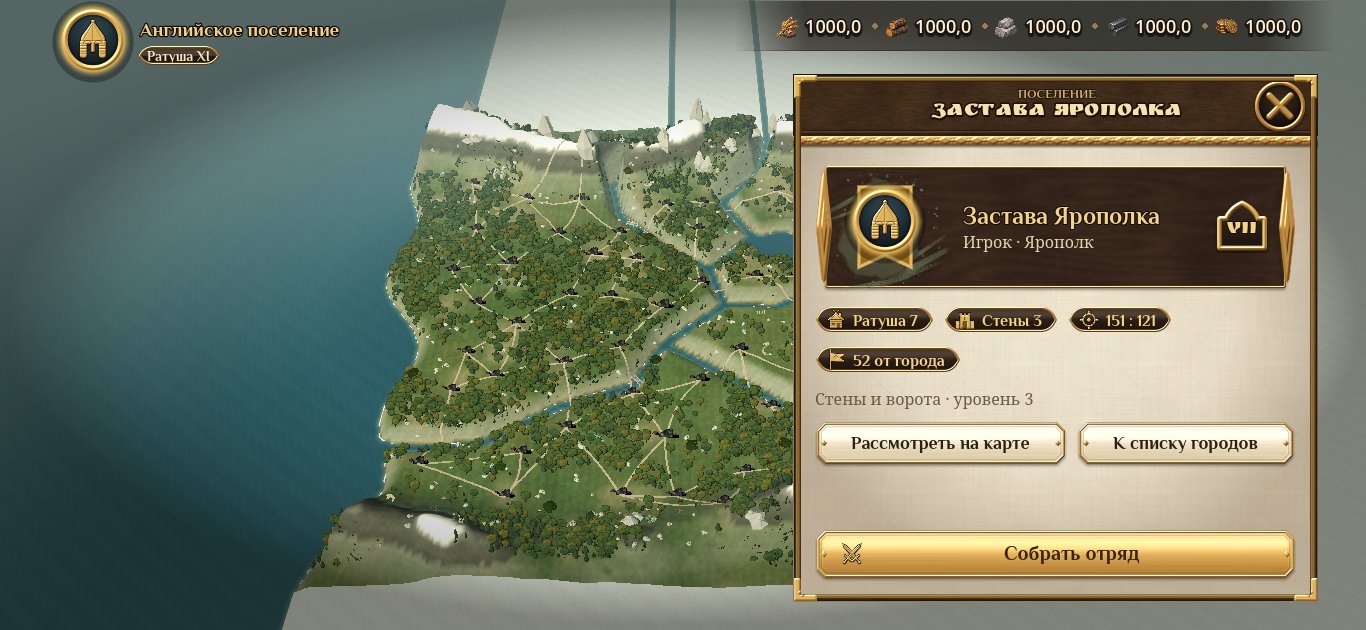 Английское поселение
Ратуша XI
1000,0
1000,0
1000,0
1000,0
1000,0
ПОСЕЛЕНИЕ
ЗАСТАВА ЯРОПОЛКА
Застава Ярополка
Игрок · Ярополк
VII
Ратуша 7
Стены 3
151 : 121
52 от города
Стены и ворота · уровень 3
Рассмотреть на карте
К списку городов
Собрать отряд